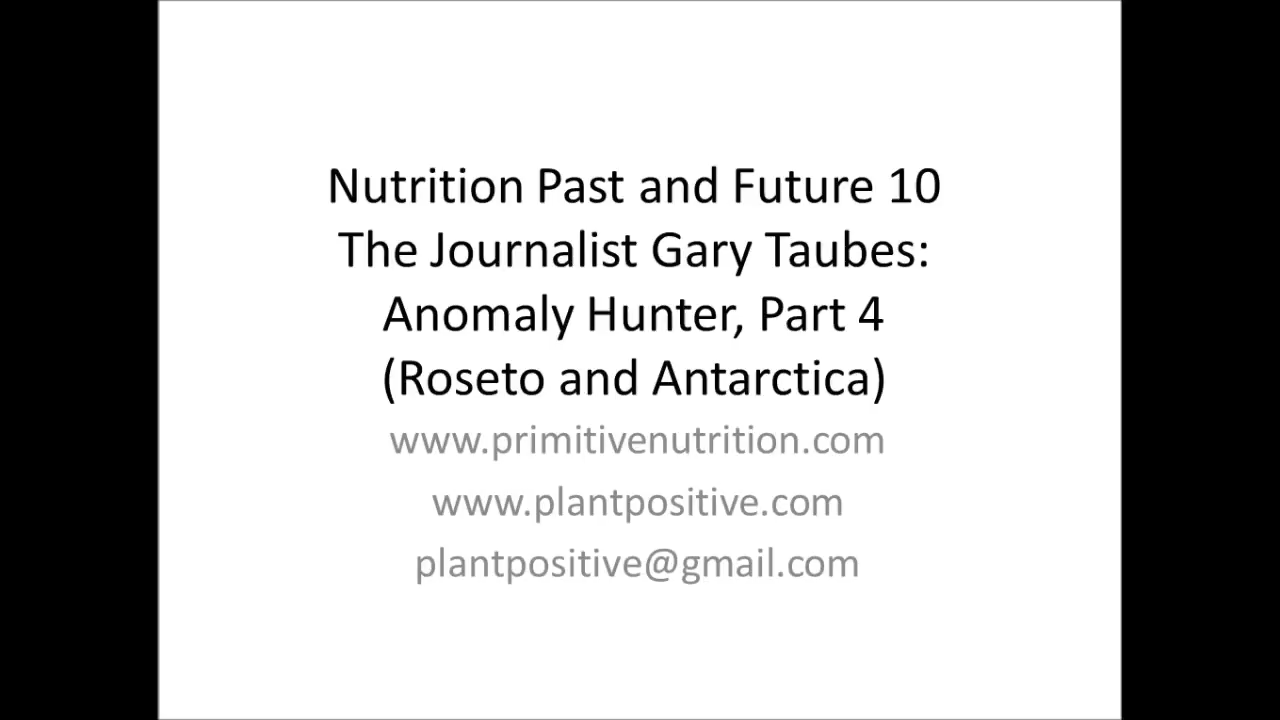 Nutrition Past and Future 10
The Journalist Gary Taubes:
Anomaly Hunter, Part 4
(Roseto and Antarctica)
www.primitivenutrition.com
www.plantpositive.com
plantpositive@gmail.com